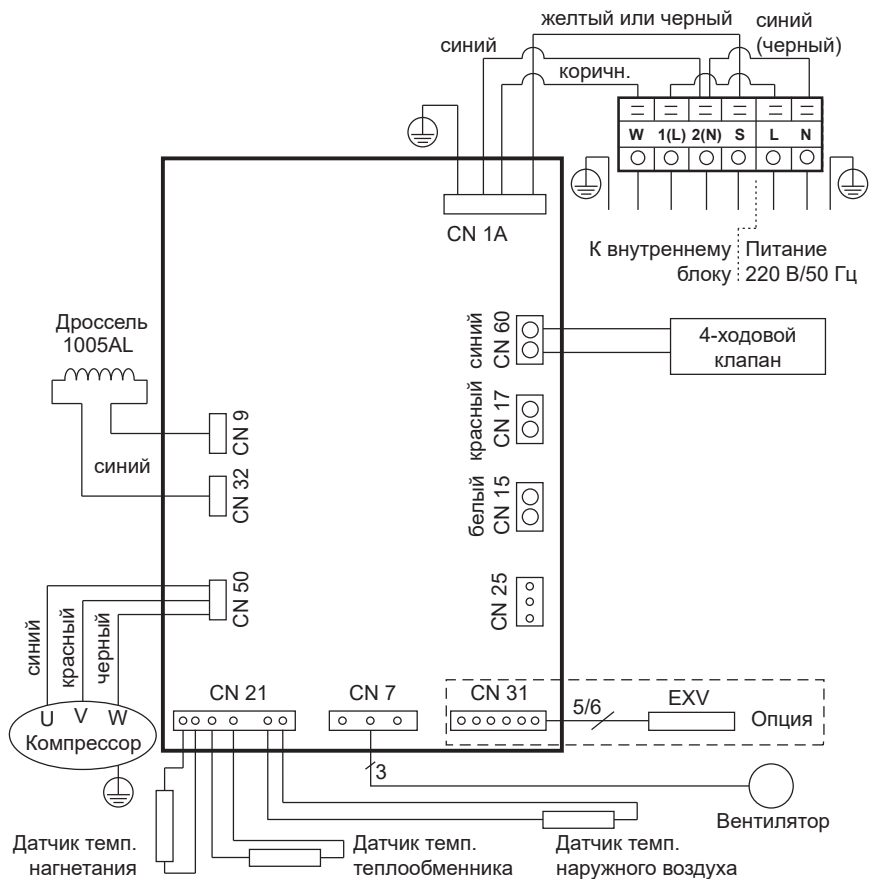 желтый или черный
синий
(черный)
синий
коричн.
W 1(L) 2(N) S L N
CN 1A
К внутреннему
блоку
Питание
220 В/50 Гц
Дроссель
1005AL
синий
CN 60
4-ходовой
клапан
красный
CN 17
CN 9
синий
CN 32
белый
CN 15
CN 50
CN 25
синий
красный
черный
U V W
Компрессор
CN 21
CN 7
CN 31
5/6
EXV
Опция
3
Вентилятор
Датчик темп.
нагнетания
Датчик темп.
теплообменника
Датчик темп.
наружного воздуха